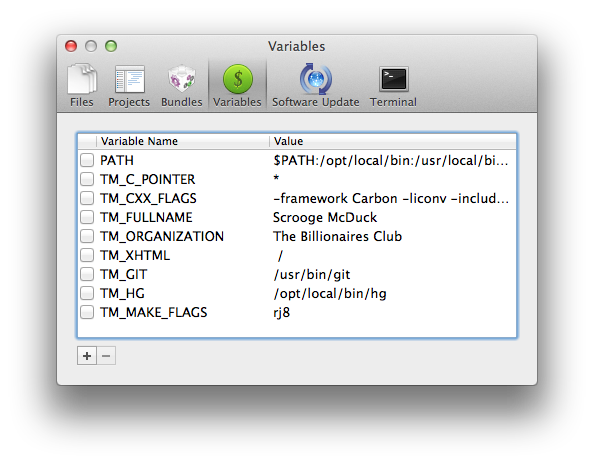 Variables
Files Projects Bundles Variables Software Update Terminal
Variable Name Value
PATH $PATH:/opt/local/bin:/usr/local/bi...
TM_C_POINTER *
TM_CXX_FLAGS -framework Carbon -liconv -includ...
TM_FULLNAME Scrooge McDuck
TM_ORGANIZATION The Billionaires Club
TM_XHTML /
TM_GIT /usr/bin/git
TM_HG /opt/local/bin/hg
TM_MAKE_FLAGS rj8